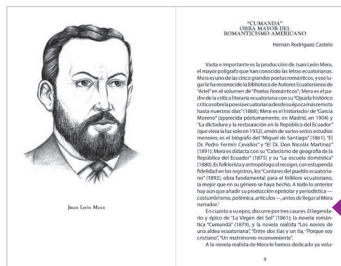 Juan León Mera
"CUMANDÁ"
OBRA MAYOR DEL
ROMANTICISMO AMERICANO
Hernán Rodríguez Castelo
Vasta e importante es la producción de Juan León Mera,
el mayor polígrafo que han conocido las letras ecuatorianas.
Mera es uno de las cinco grandes poetas románticos, y ese lu-
gar le ha reconocido la Biblioteca de Autores Ecuatorianos de
"Ariel" en el volumen de "Poetas Románticos"; Mera es el pa-
dre de la crítica literaria ecuatoriana con su "Ojeada histórico
crítica sobre la poesía ecuatoriana desde su época más remota
hasta nuestros días" (1868); Mera es el historiador de "García
Moreno" (aparecida póstumamente, en Madrid, en 1904) y
"La dictadura y la restauración en la República del Ecuador"
(que viera la luz solo en 1932), amén de varios serios estudios
menores; es el biógrafo del "Miguel de Santiago" (1861), "El
Dr. Pedro Fermín Cevallos" y "El Dr. Don Nicolás Martínez"
(1891); Mera es didacta con su "Catecismo de geografía de la
República del Ecuador" (1875) y su "La escuela doméstica"
(1880). Es folklorista y antropólogo al recoger, con estupenda
fidelidad en los registros, los "Cantares del pueblo ecuatoria-
no" (1892), obra fundamental para el folklore ecuatoriano,
la mejor que en su género se haya hecho. A todo lo anterior
hay aún que añadir su producción epistolar y periodística —
costumbrismo, polémica, artículos—, antes de llegar al Mera
narrador.¹
En cuanto a su epos, discurre por tres cauces. El legenda-
rio y épico de "La Virgen del Sol" (1861); la novela román-
tica "Cumandá" (1879), y la novela realista "Los novios de
una aldea ecuatoriana", "Entre dos tías y un tío, "Porque soy
cristiano", "Un matrimonio inconveniente".
A la novela realista de Mera le hemos dedicado ya volu-
9